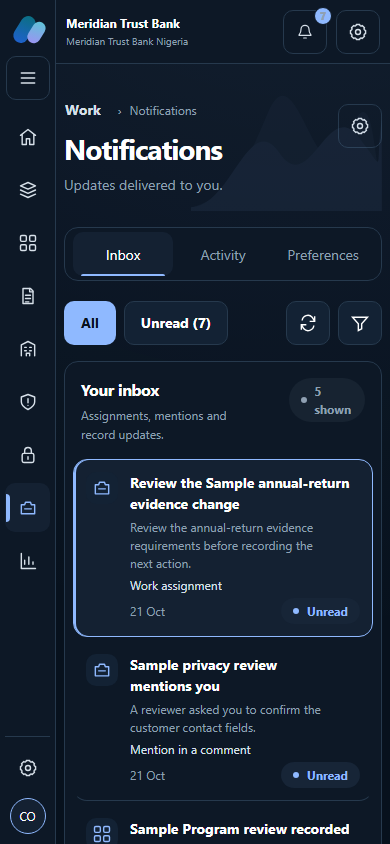 Meridian Trust Bank
Meridian Trust Bank Nigeria
Work › Notifications
Notifications
Updates delivered to you.
Inbox Activity Preferences
All Unread (7)
Your inbox
5 shown
Assignments, mentions and
record updates.
Review the Sample annual-return
evidence change
Review the annual-return evidence
requirements before recording the
next action.
Work assignment
21 Oct Unread
Sample privacy review
mentions you
A reviewer asked you to confirm the
customer contact fields.
Mention in a comment
21 Oct Unread
Sample Program review recorded
CO